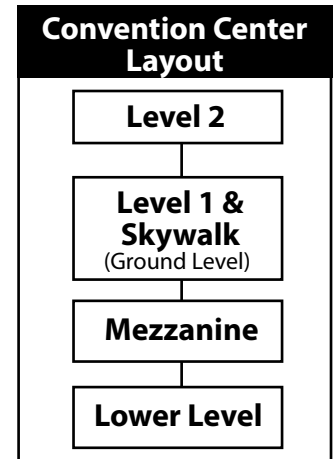 Convention Center
Layout
Level 2
Level 1 &
Skywalk
(Ground Level)
Mezzanine
Lower Level